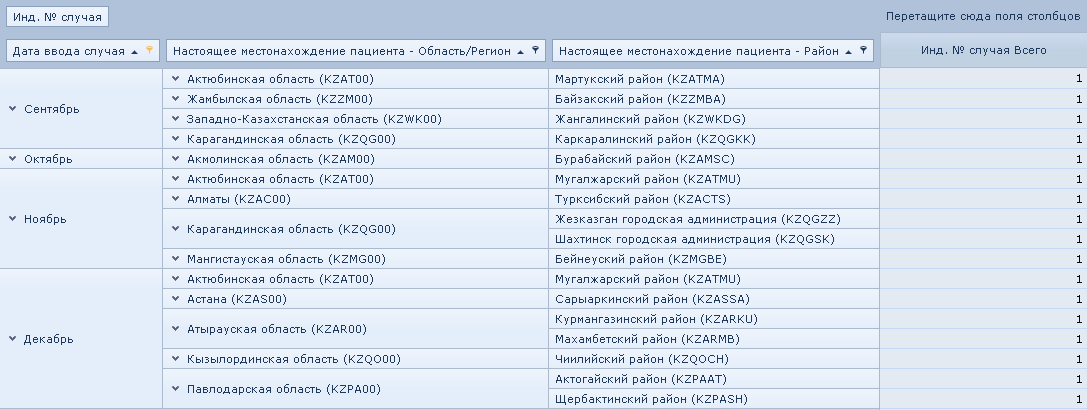 Инд. № случая
Перетащите сюда поля столбцов
Дата ввода случая Настоящее местонахождение пациента - Область/Регион Настоящее местонахождение пациента - Район Инд. № случая Всего
Сентябрь Актюбинская область (KZAT00) Мартукский район (KZATMA) 1
Жамбылская область (KZZM00) Байзакский район (KZZMBA) 1
Западно-Казахстанская область (KZWK00) Жангалинский район (KZWKDG) 1
Карагандинская область (KZQG00) Каркаралинский район (KZQGKK) 1
Октябрь Акмолинская область (KZAM00) Бурабайский район (KZAMSC) 1
Ноябрь Актюбинская область (KZAT00) Мугалжарский район (KZATMU) 1
Алматы (KZAC00) Турксибский район (KZACTS) 1
Карагандинская область (KZQG00) Жезказган городская администрация (KZQGZZ) 1
Шахтинск городская администрация (KZQGSK) 1
Мангистауская область (KZMG00) Бейнеуский район (KZMGBE) 1
Декабрь Актюбинская область (KZAT00) Мугалжарский район (KZATMU) 1
Астана (KZAS00) Сарыаркинский район (KZASSA) 1
Атырауская область (KZAR00) Курмангазинский район (KZARKU) 1
Махамбетский район (KZARMB) 1
Кызылординская область (KZQO00) Чиилийский район (KZQOCH) 1
Павлодарская область (KZPA00) Актогайский район (KZPAAT) 1
Щербактинский район (KZPASH) 1